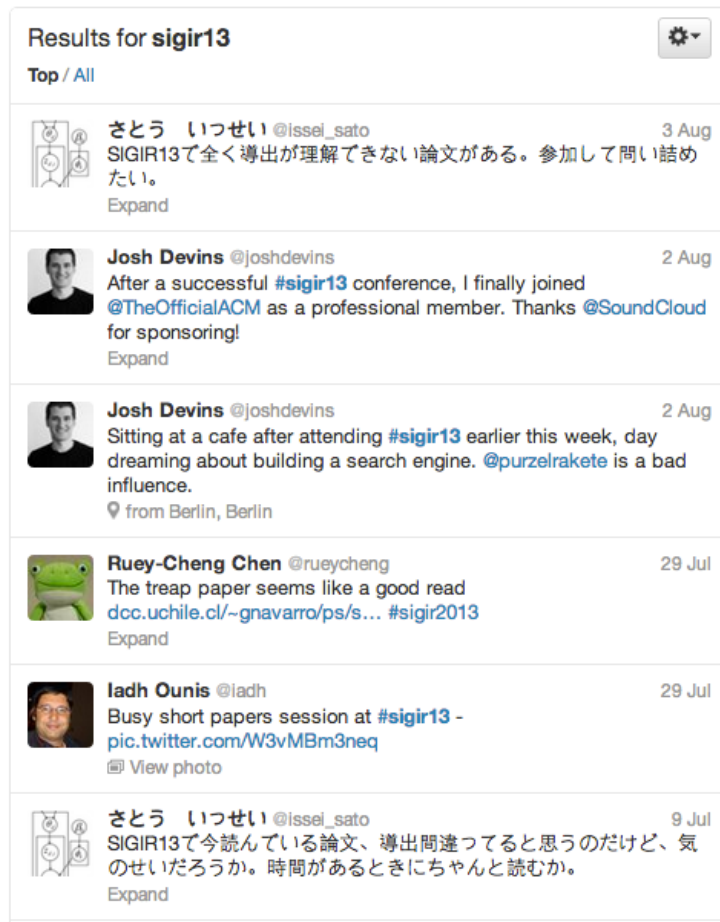 Results for sigir13
Top / All
さとう　いっせい @issei_sato 3 Aug
SIGIR13で全く導出が理解できない論文がある。参加して問い詰め
たい。
Expand
Josh Devins @joshdevins 2 Aug
After a successful #sigir13 conference, I finally joined
@TheOfficialACM as a professional member. Thanks @SoundCloud
for sponsoring!
Expand
Josh Devins @joshdevins 2 Aug
Sitting at a cafe after attending #sigir13 earlier this week, day
dreaming about building a search engine. @purzelrakete is a bad
influence.
from Berlin, Berlin
Ruey-Cheng Chen @rueycheng 29 Jul
The treap paper seems like a good read
dcc.uchile.cl/~gnavarro/ps/s... #sigir2013
Expand
Iadh Ounis @iadh 29 Jul
Busy short papers session at #sigir13 -
pic.twitter.com/W3vMBm3neq
View photo
さとう　いっせい @issei_sato 9 Jul
SIGIR13で今読んでいる論文、導出間違ってると思うのだけど、気
のせいだろうか。時間があるときにちゃんと読むか。
Expand